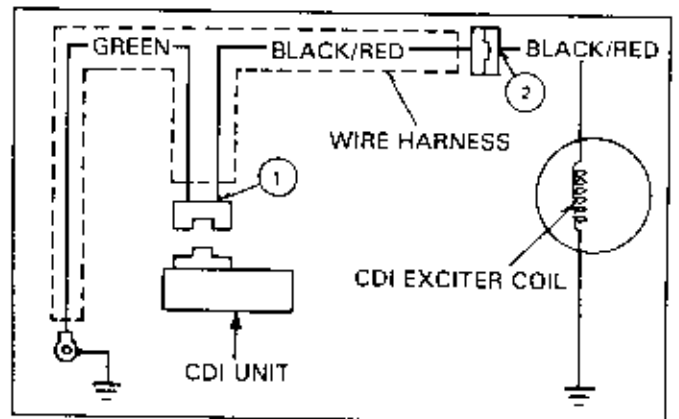 GREEN
BLACK/RED
BLACK/RED
2
WIRE HARNESS
1
CDI EXCITER COIL
CDI UNIT